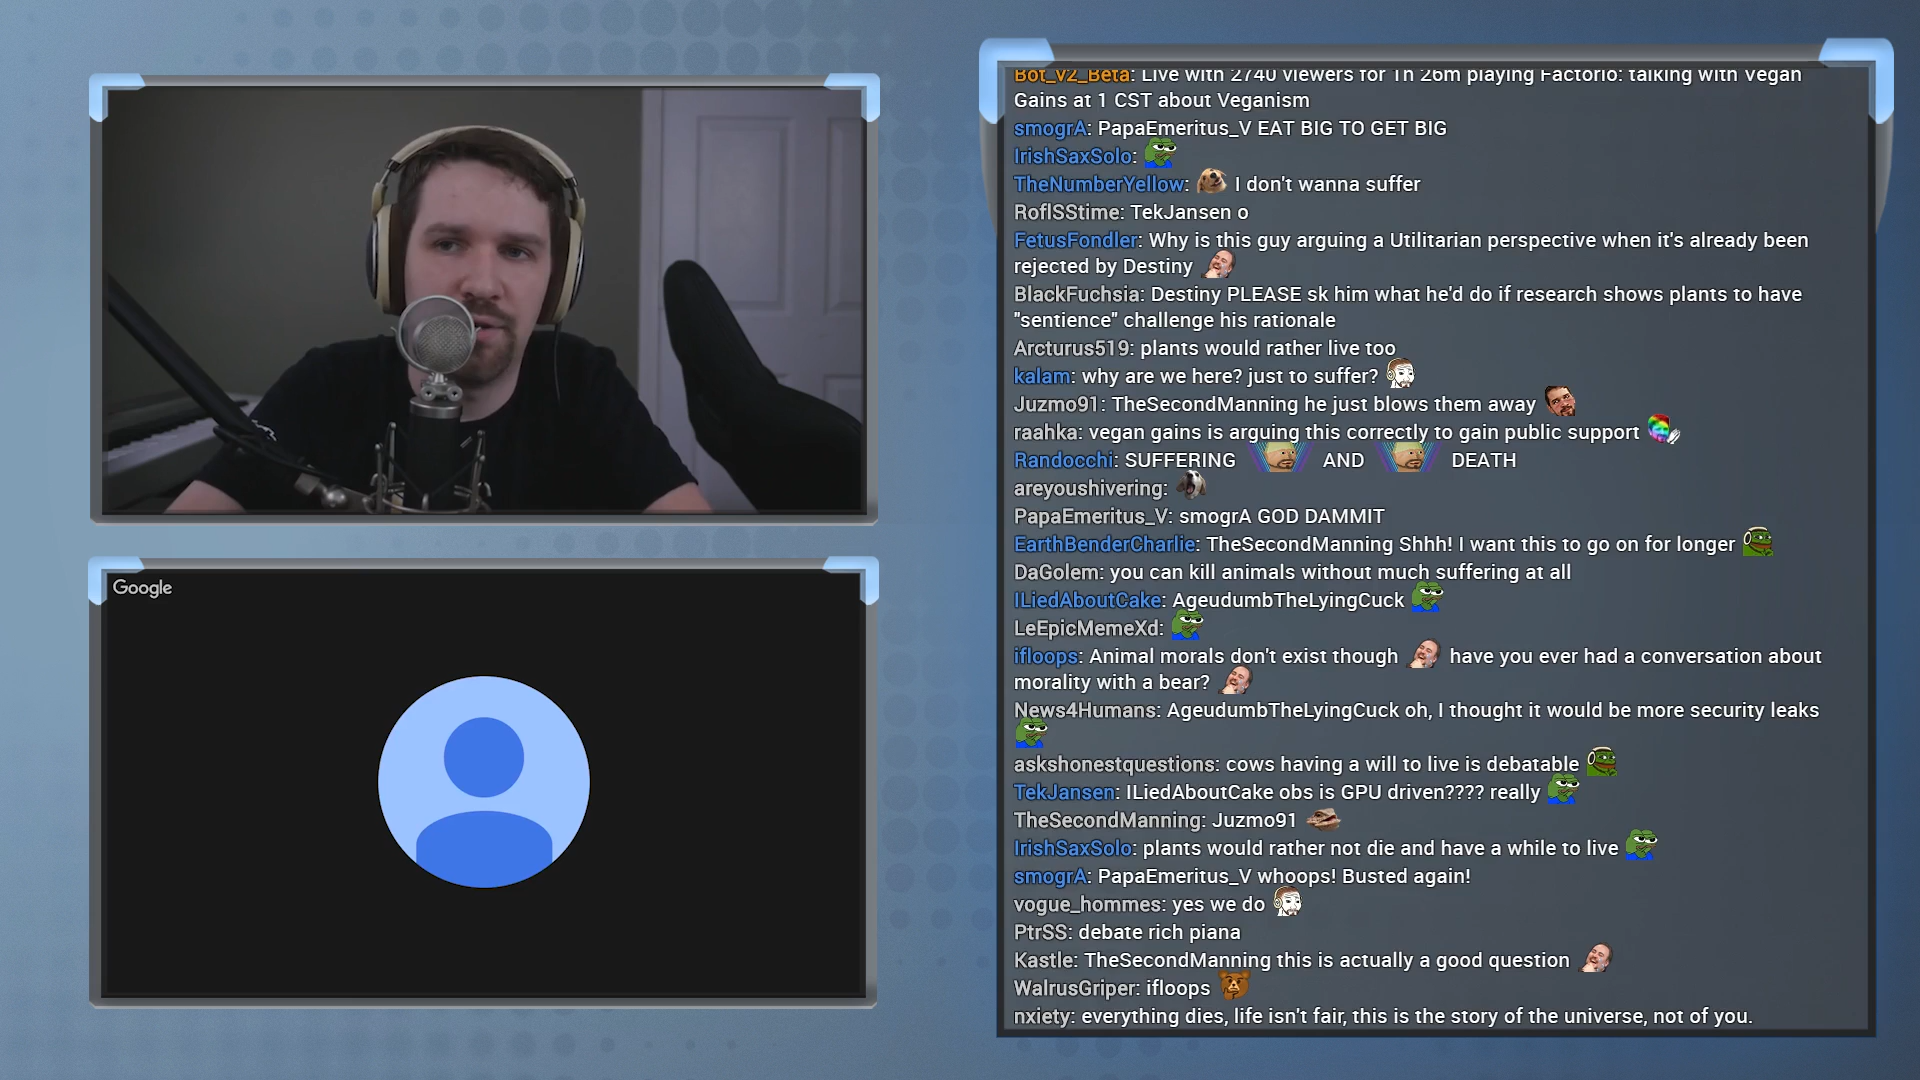 Google
Bot_v2_Beta: Live with 2740 viewers for 1h 26m playing Factorio: talking with Vegan
Gains at 1 CST about Veganism
smogrA: PapaEmeritus_V EAT BIG TO GET BIG
IrishSaxSolo:
TheNumberYellow: I don't wanna suffer
RoflSStime: TekJansen o
FetusFondler: Why is this guy arguing a Utilitarian perspective when it's already been
rejected by Destiny
BlackFuchsia: Destiny PLEASE sk him what he'd do if research shows plants to have
"sentience" challenge his rationale
Arcturus519: plants would rather live too
kalam: why are we here? just to suffer?
Juzmo91: TheSecondManning he just blows them away
raahka: vegan gains is arguing this correctly to gain public support
Randocchi: SUFFERING AND DEATH
areyoushivering:
PapaEmeritus_V: smogrA GOD DAMMIT
EarthBenderCharlie: TheSecondManning Shhh! I want this to go on for longer
DaGolem: you can kill animals without much suffering at all
ILiedAboutCake: AgeudumbTheLyingCuck
LeEpicMemeXd:
ifloops: Animal morals don't exist though have you ever had a conversation about
morality with a bear?
News4Humans: AgeudumbTheLyingCuck oh, I thought it would be more security leaks
askshonestquestions: cows having a will to live is debatable
TekJansen: ILiedAboutCake obs is GPU driven???? really
TheSecondManning: Juzmo91
IrishSaxSolo: plants would rather not die and have a while to live
smogrA: PapaEmeritus_V whoops! Busted again!
vogue_hommes: yes we do
PtrSS: debate rich piana
Kastle: TheSecondManning this is actually a good question
WalrusGriper: ifloops
nxiety: everything dies, life isn't fair, this is the story of the universe, not of you.